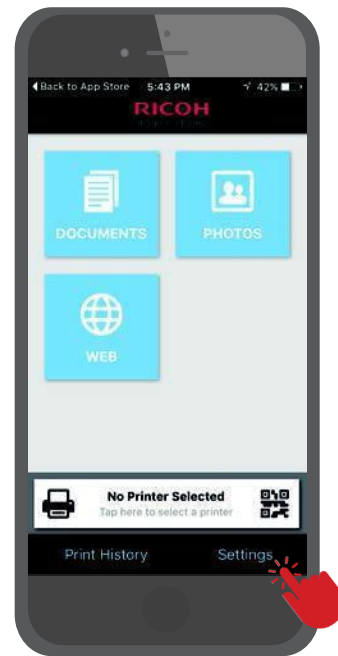 Back to App Store 5:43 PM 42%
RICOH
DOCUMENTS
PHOTOS
WEB
No Printer Selected
Tap here to select a printer
Print History
Settings